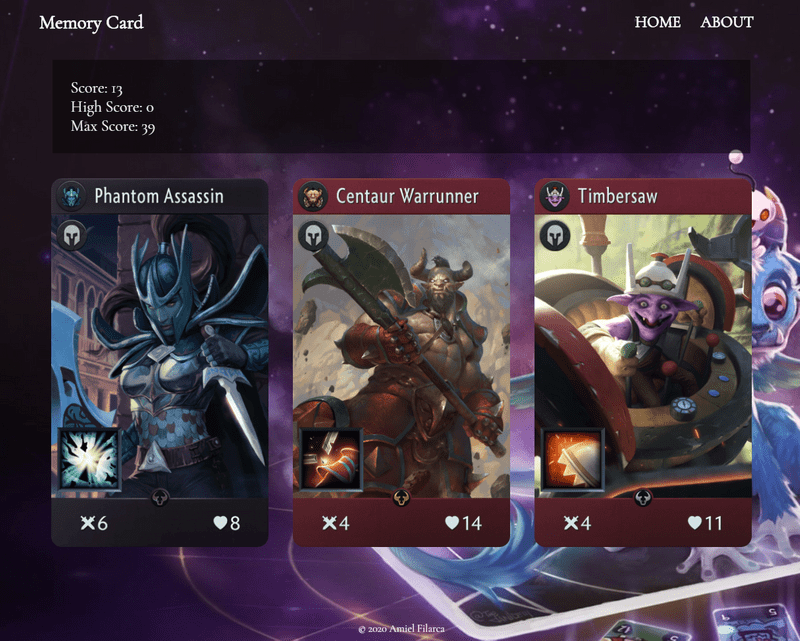 Memory Card
HOME ABOUT
Score: 13
High Score: 0
Max Score: 39
Phantom Assassin
Centaur Warrunner
Timbersaw
6 8
4 14
4 11
© 2020 Amiel Filarca